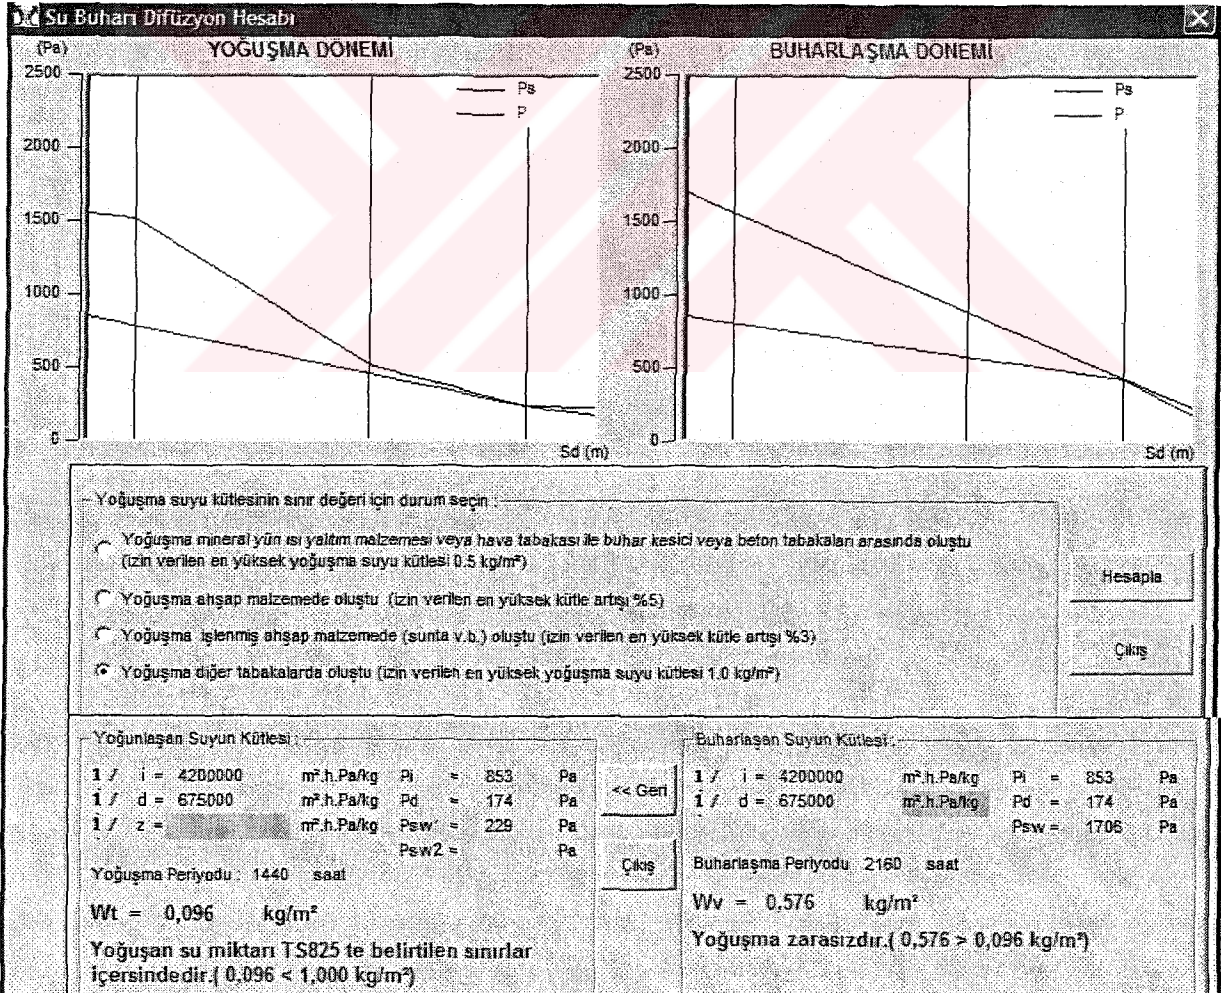 Su Buharı Difüzyon Hesabı
(Pa) YOĞUŞMA DÖNEMİ
2500
2000
1500
1000
500
0
Ps
P
Sd (m)
(Pa) BUHARLAŞMA DÖNEMİ
2500
2000
1500
1000
500
0
Ps
P
Sd (m)
Yoğuşma suyu kütlesinin sınır değeri için durum seçin :
Yoğuşma mineral yün ısı yalıtım malzemesi veya hava tabakası ile buhar kesici veya beton tabakaları arasında oluştu
(izin verilen en yüksek yoğuşma suyu kütlesi 0.5 kg/m²)
Yoğuşma ahşap malzemede oluştu (izin verilen en yüksek kütle artışı %5)
Yoğuşma işlenmiş ahşap malzemede (sunta v.b.) oluştu (izin verilen en yüksek kütle artışı %3)
Yoğuşma diğer tabakalarda oluştu (izin verilen en yüksek yoğuşma suyu kütlesi 1.0 kg/m²)
Hesapla
Çıkış
Yoğunlaşan Suyun Kütlesi :
1 / i = 4200000 m².h.Pa/kg Pi = 853 Pa
1 / d = 675000 m².h.Pa/kg Pd = 174 Pa
1 / z = m².h.Pa/kg Psw1 = 229 Pa
Psw2 = Pa
Yoğuşma Periyodu : 1440 saat
Wt = 0,096 kg/m²
Yoğuşan su miktarı TS825 te belirtilen sınırlar
içersindedir.( 0,096 < 1,000 kg/m²)
<< Geri
Çıkış
Buharlaşan Suyun Kütlesi :
1 / i = 4200000 m².h.Pa/kg Pi = 853 Pa
1 / d = 675000 m².h.Pa/kg Pd = 174 Pa
Psw = 1706 Pa
Buharlaşma Periyodu 2160 saat
Wv = 0,576 kg/m²
Yoğuşma zararsızdır.( 0,576 > 0,096 kg/m²)